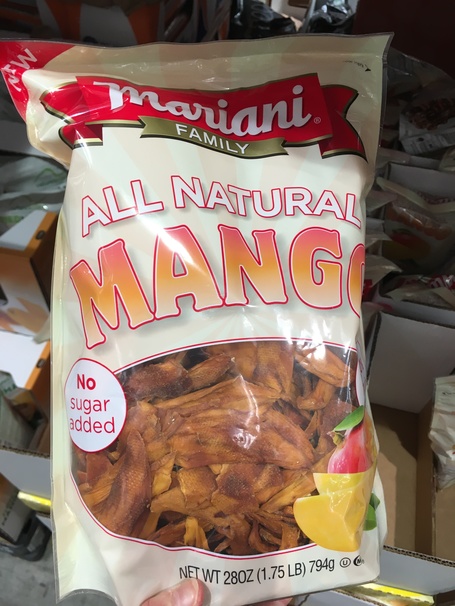 NEW
mariani®
FAMILY
ALL NATURAL
MANGO
No
sugar
added
NET WT 28OZ (1.75 LB) 794g U